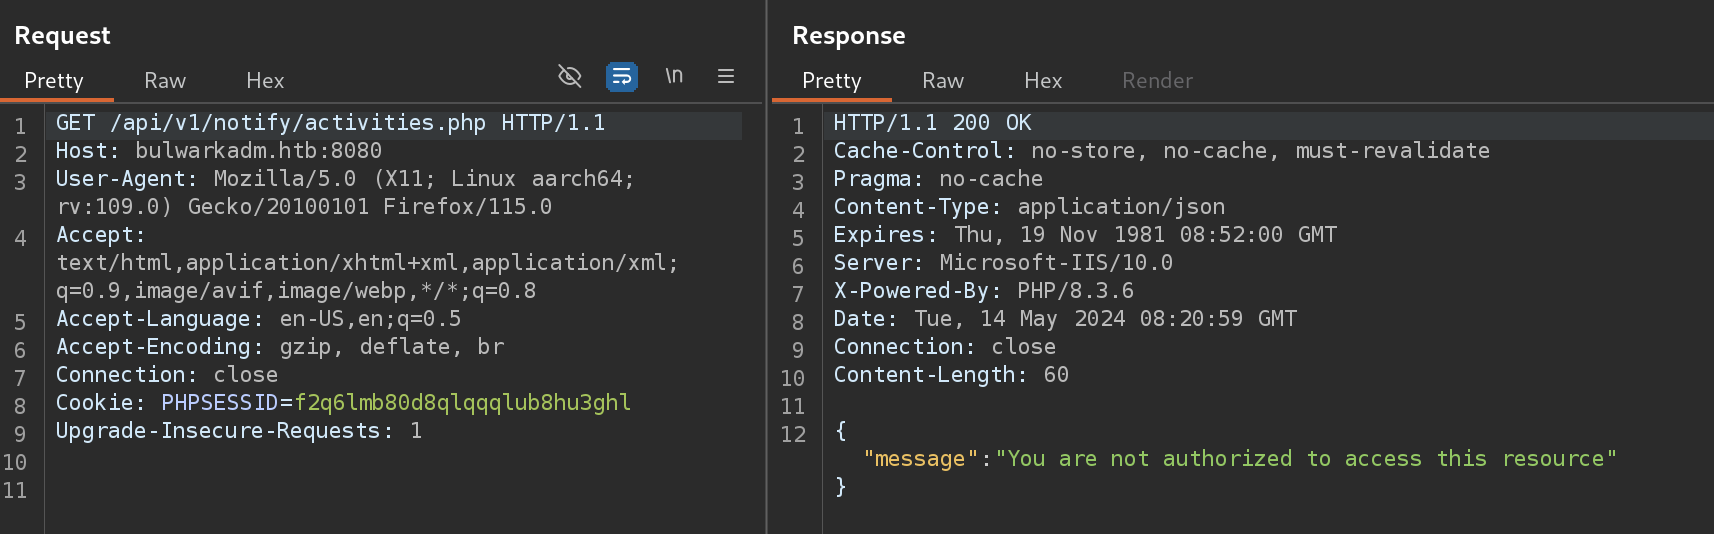 Request
Pretty Raw Hex \n
1 GET /api/v1/notify/activities.php HTTP/1.1
2 Host: bulwarkadm.htb:8080
3 User-Agent: Mozilla/5.0 (X11; Linux aarch64;
rv:109.0) Gecko/20100101 Firefox/115.0
4 Accept:
text/html,application/xhtml+xml,application/xml;
q=0.9,image/avif,image/webp,*/*;q=0.8
5 Accept-Language: en-US,en;q=0.5
6 Accept-Encoding: gzip, deflate, br
7 Connection: close
8 Cookie: PHPSESSID=f2q6lmb80d8qlqqqlub8hu3ghl
9 Upgrade-Insecure-Requests: 1
10
11
Response
Pretty Raw Hex Render
1 HTTP/1.1 200 OK
2 Cache-Control: no-store, no-cache, must-revalidate
3 Pragma: no-cache
4 Content-Type: application/json
5 Expires: Thu, 19 Nov 1981 08:52:00 GMT
6 Server: Microsoft-IIS/10.0
7 X-Powered-By: PHP/8.3.6
8 Date: Tue, 14 May 2024 08:20:59 GMT
9 Connection: close
10 Content-Length: 60
11
12 {
"message":"You are not authorized to access this resource"
}